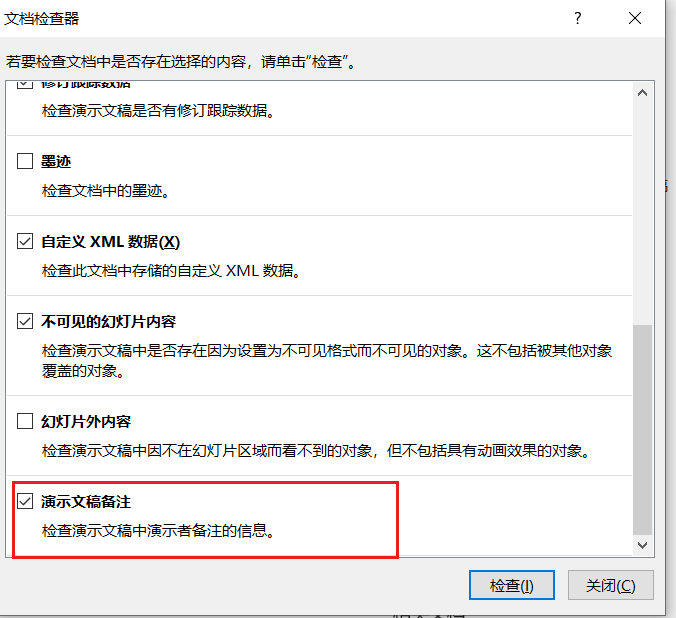 文档检查器
?
若要检查文档中是否存在选择的内容，请单击“检查”。
修订跟踪数据
检查演示文稿是否有修订跟踪数据。
墨迹
检查文档中的墨迹。
自定义 XML 数据(X)
检查此文档中存储的自定义 XML 数据。
不可见的幻灯片内容
检查演示文稿中是否存在因为设置为不可见格式而不可见的对象。这不包括被其他对象
覆盖的对象。
幻灯片外内容
检查演示文稿中因不在幻灯片区域而看不到的对象，但不包括具有动画效果的对象。
演示文稿备注
检查演示文稿中演示者备注的信息。
检查(I)
关闭(C)